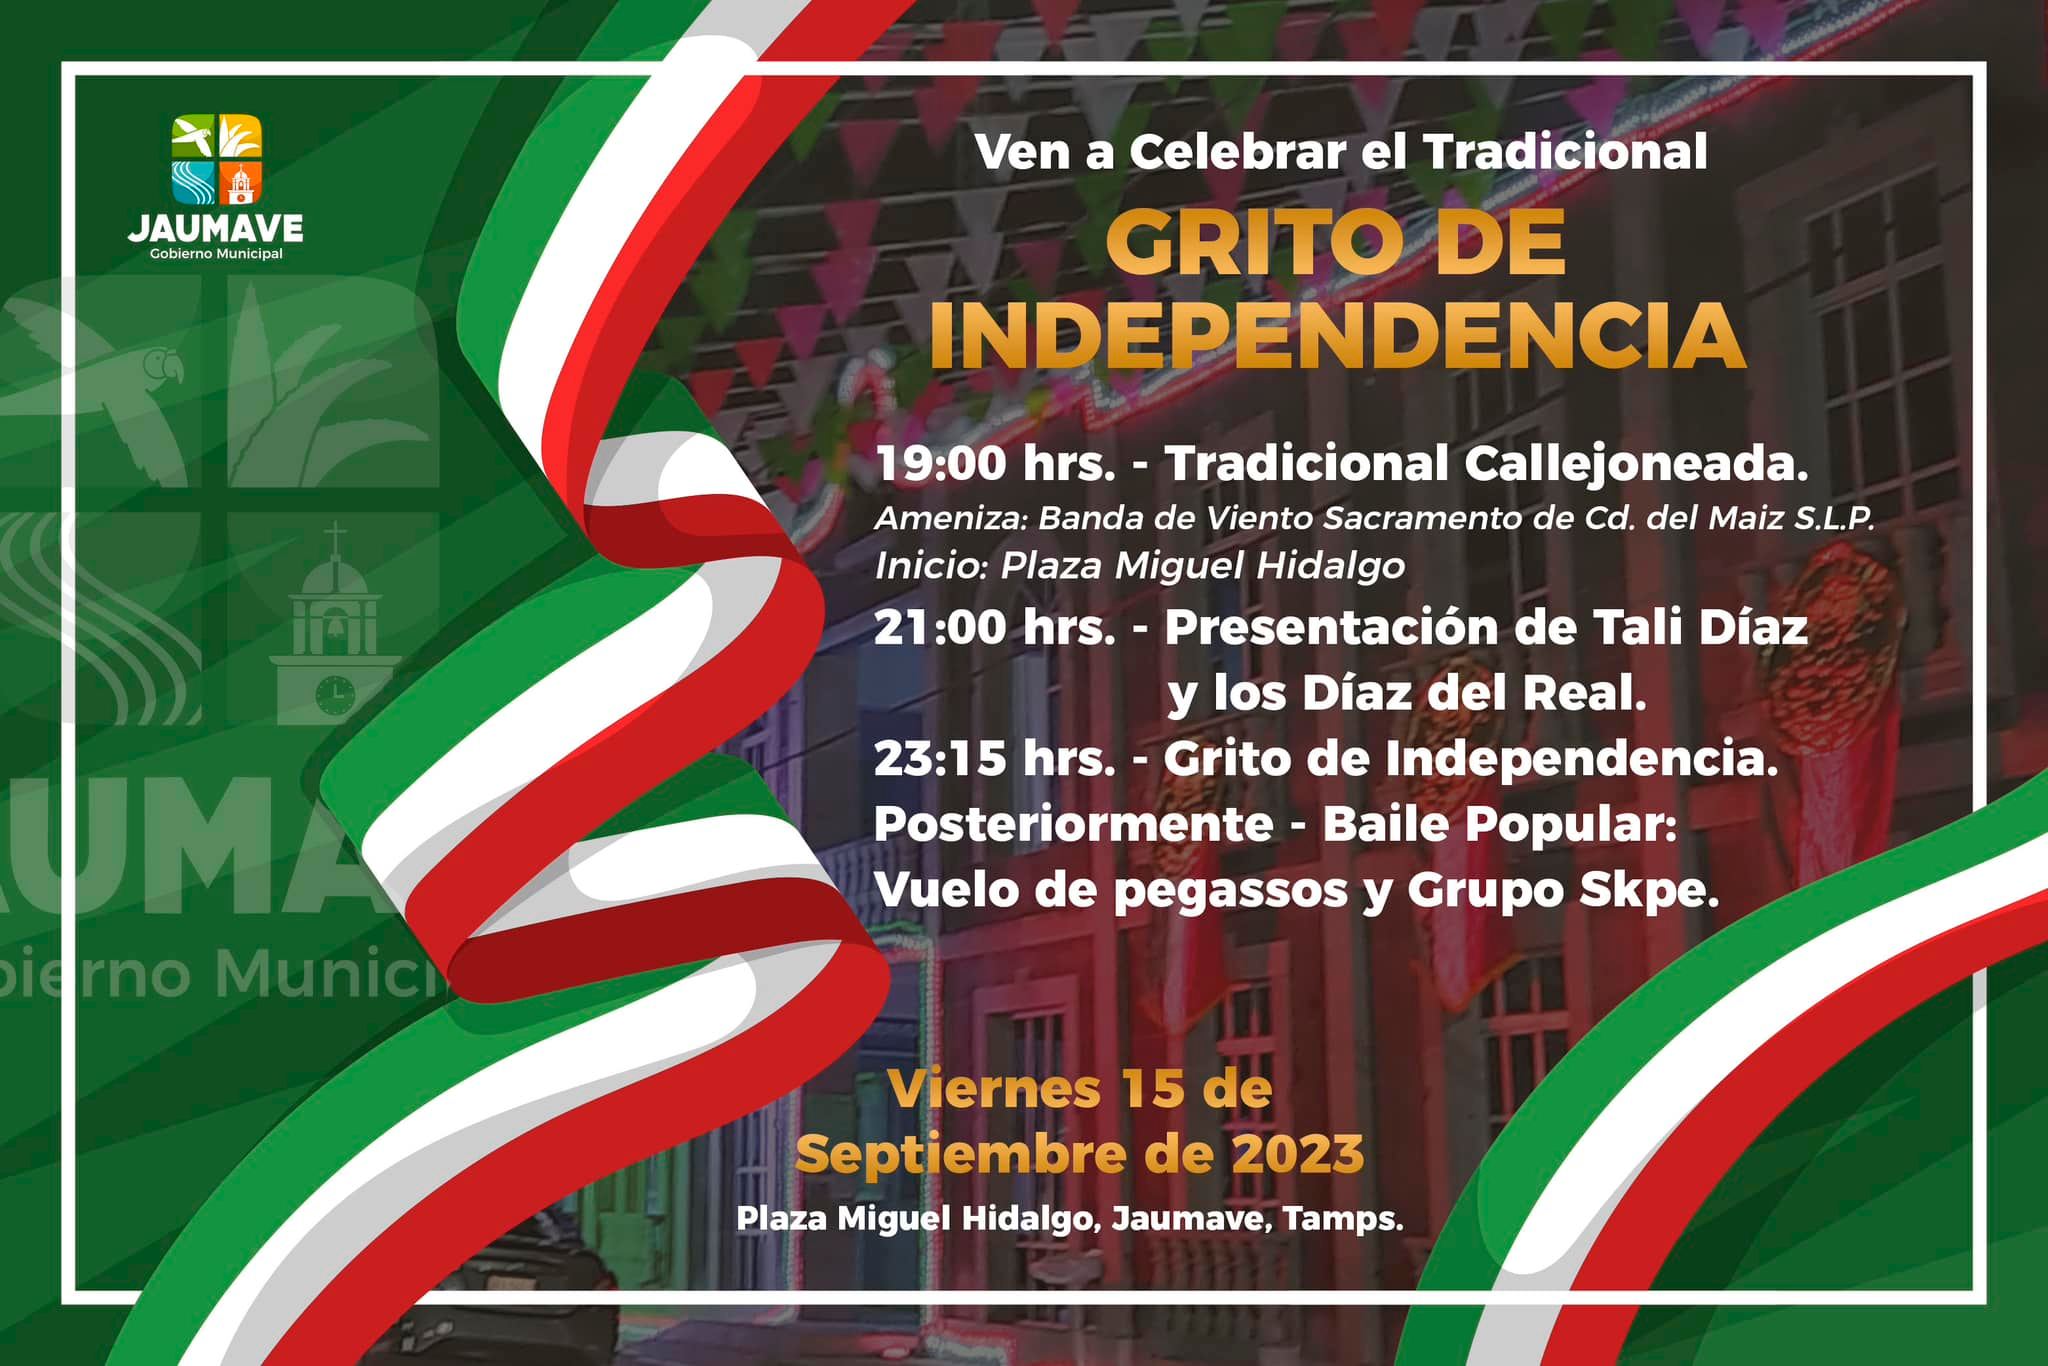 JAUMAVE
Gobierno Municipal
Ven a Celebrar el Tradicional
GRITO DE
INDEPENDENCIA
19:00 hrs. - Tradicional Callejoneada.
Ameniza: Banda de Viento Sacramento de Cd. del Maiz S.L.P.
Inicio: Plaza Miguel Hidalgo
21:00 hrs. - Presentación de Tali Díaz
y los Díaz del Real.
23:15 hrs. - Grito de Independencia.
Posteriormente - Baile Popular:
Vuelo de pegassos y Grupo Skpe.
AUMA
bierno Munici
Viernes 15 de
Septiembre de 2023
Plaza Miguel Hidalgo, Jaumave, Tamps.